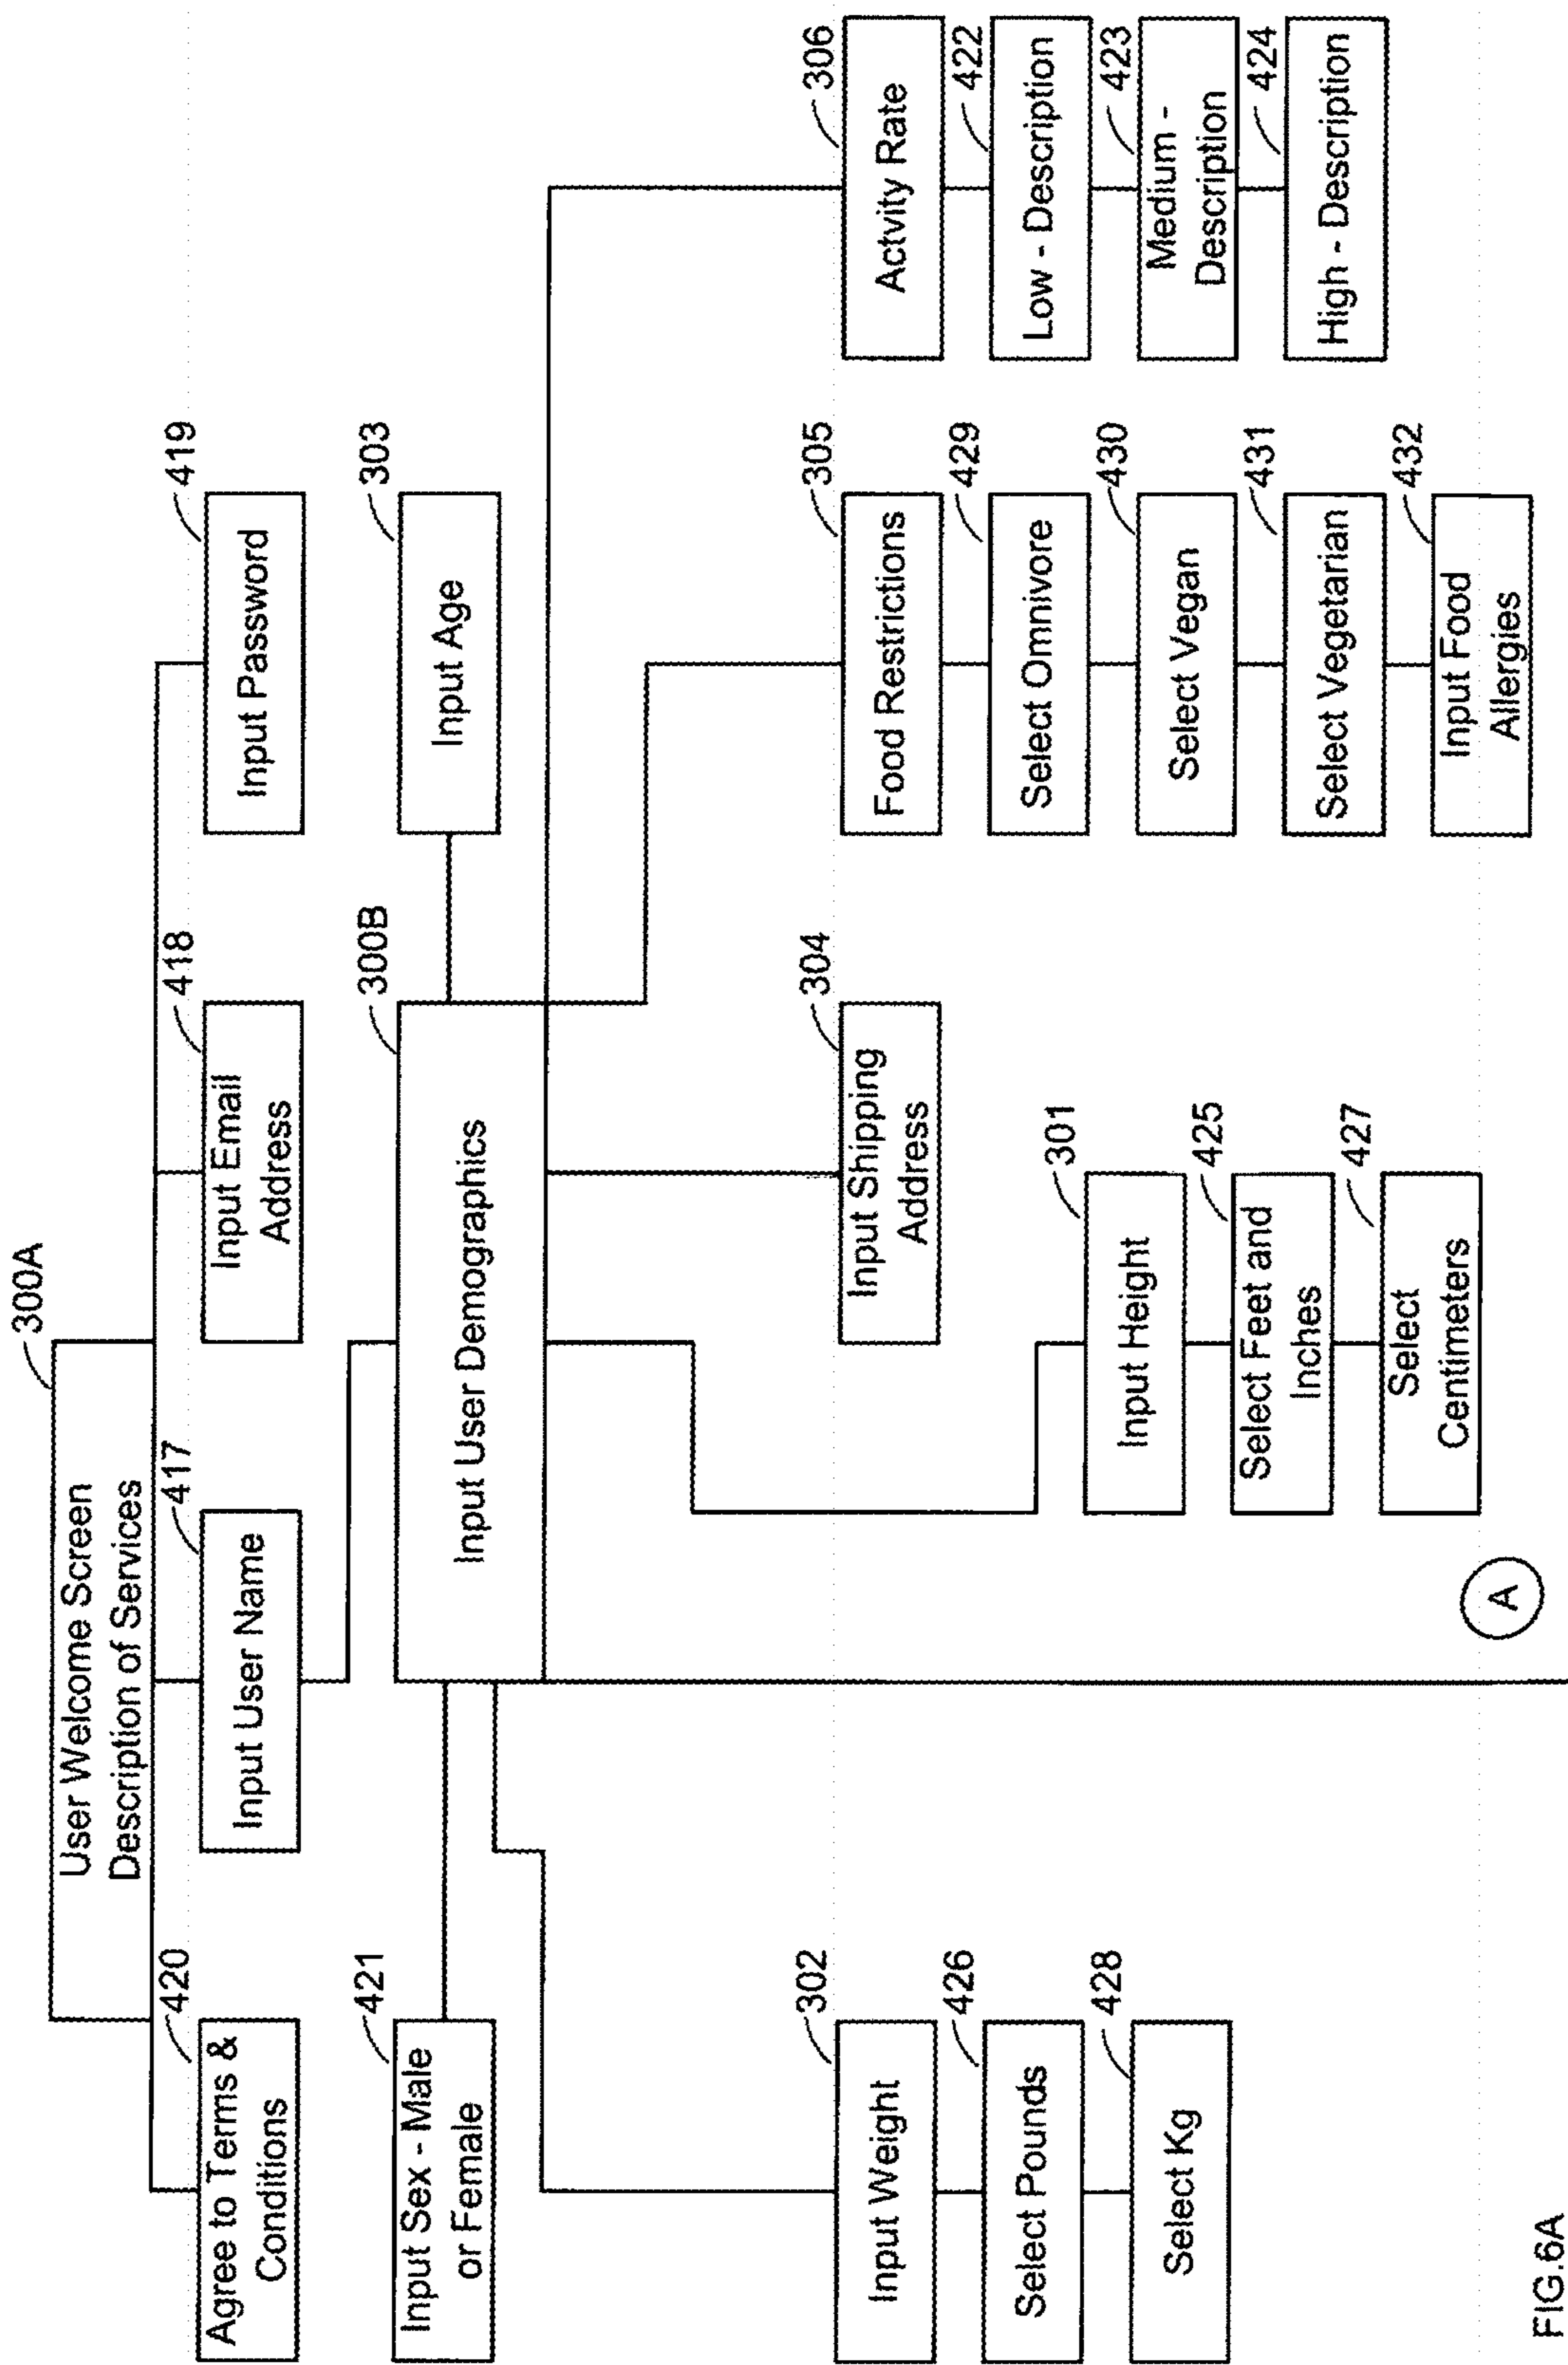 300A
User Welcome Screen
Description of Services
420
Agree to Terms &
Conditions
417
Input User Name
418
Input Email
Address
419
Input Password
421
Input Sex - Male
or Female
300B
Input User Demographics
303
Input Age
302
Input Weight
426
Select Pounds
428
Select Kg
304
Input Shipping
Address
301
Input Height
425
Select Feet and
Inches
427
Select
Centimeters
305
Food Restrictions
429
Select Omnivore
430
Select Vegan
431
Select Vegetarian
432
Input Food
Allergies
306
Actvity Rate
422
Low - Description
423
Medium -
Description
424
High - Description
A
FIG.6A